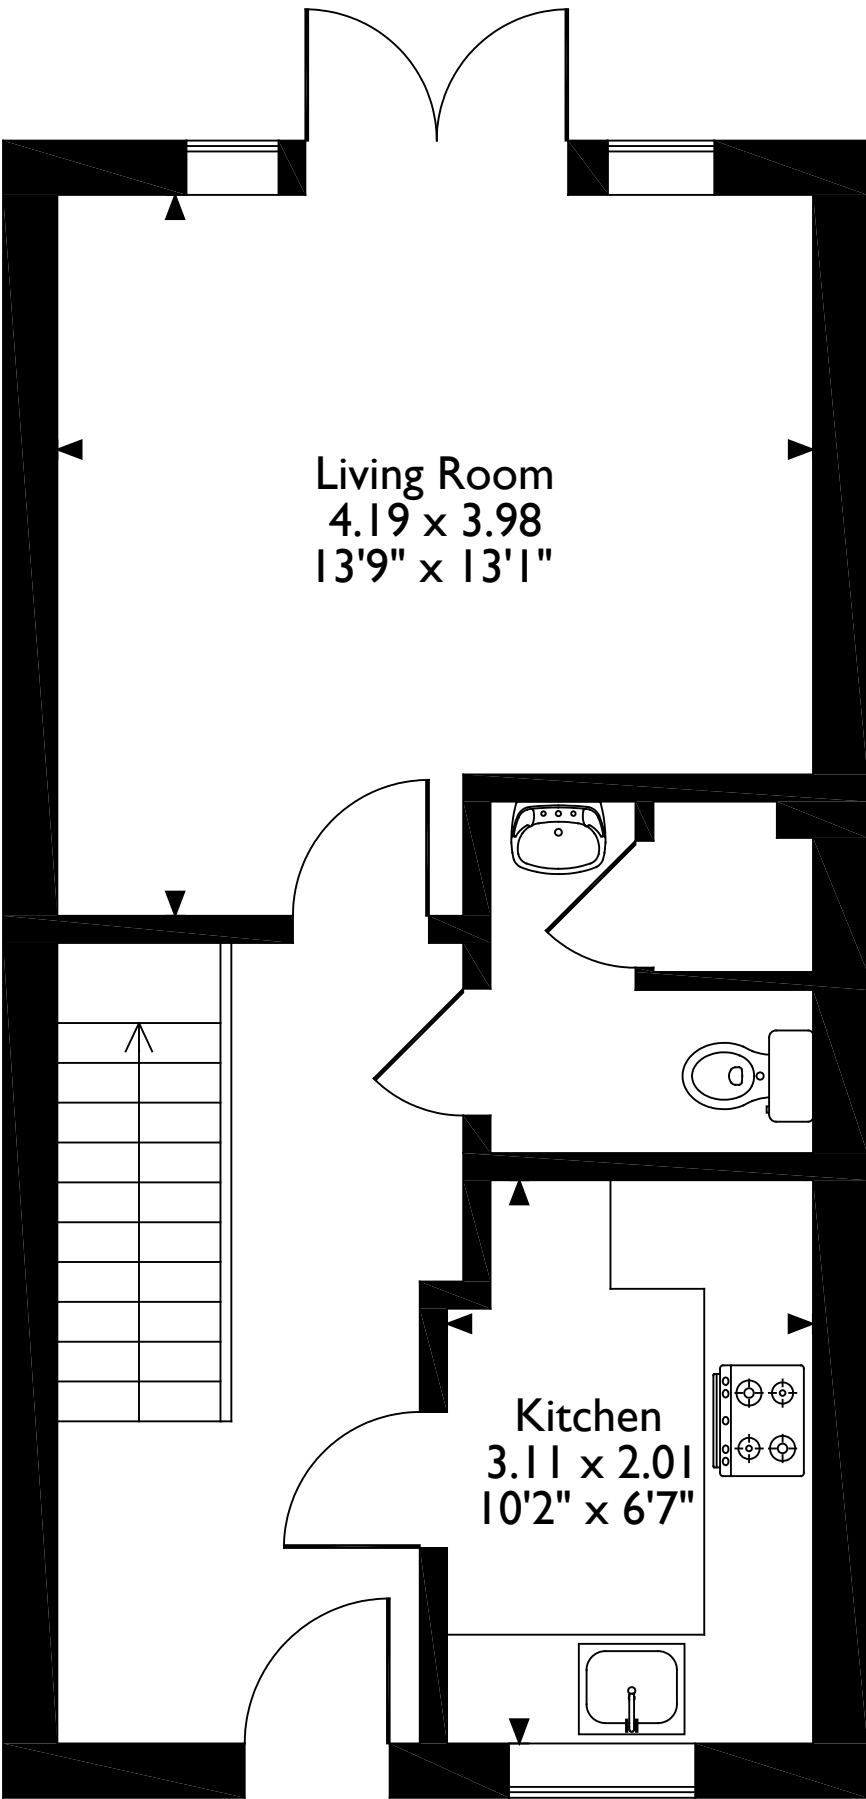 Living Room
4.19 x 3.98
13'9" x 13'1"
Kitchen
3.11 x 2.01
10'2" x 6'7"